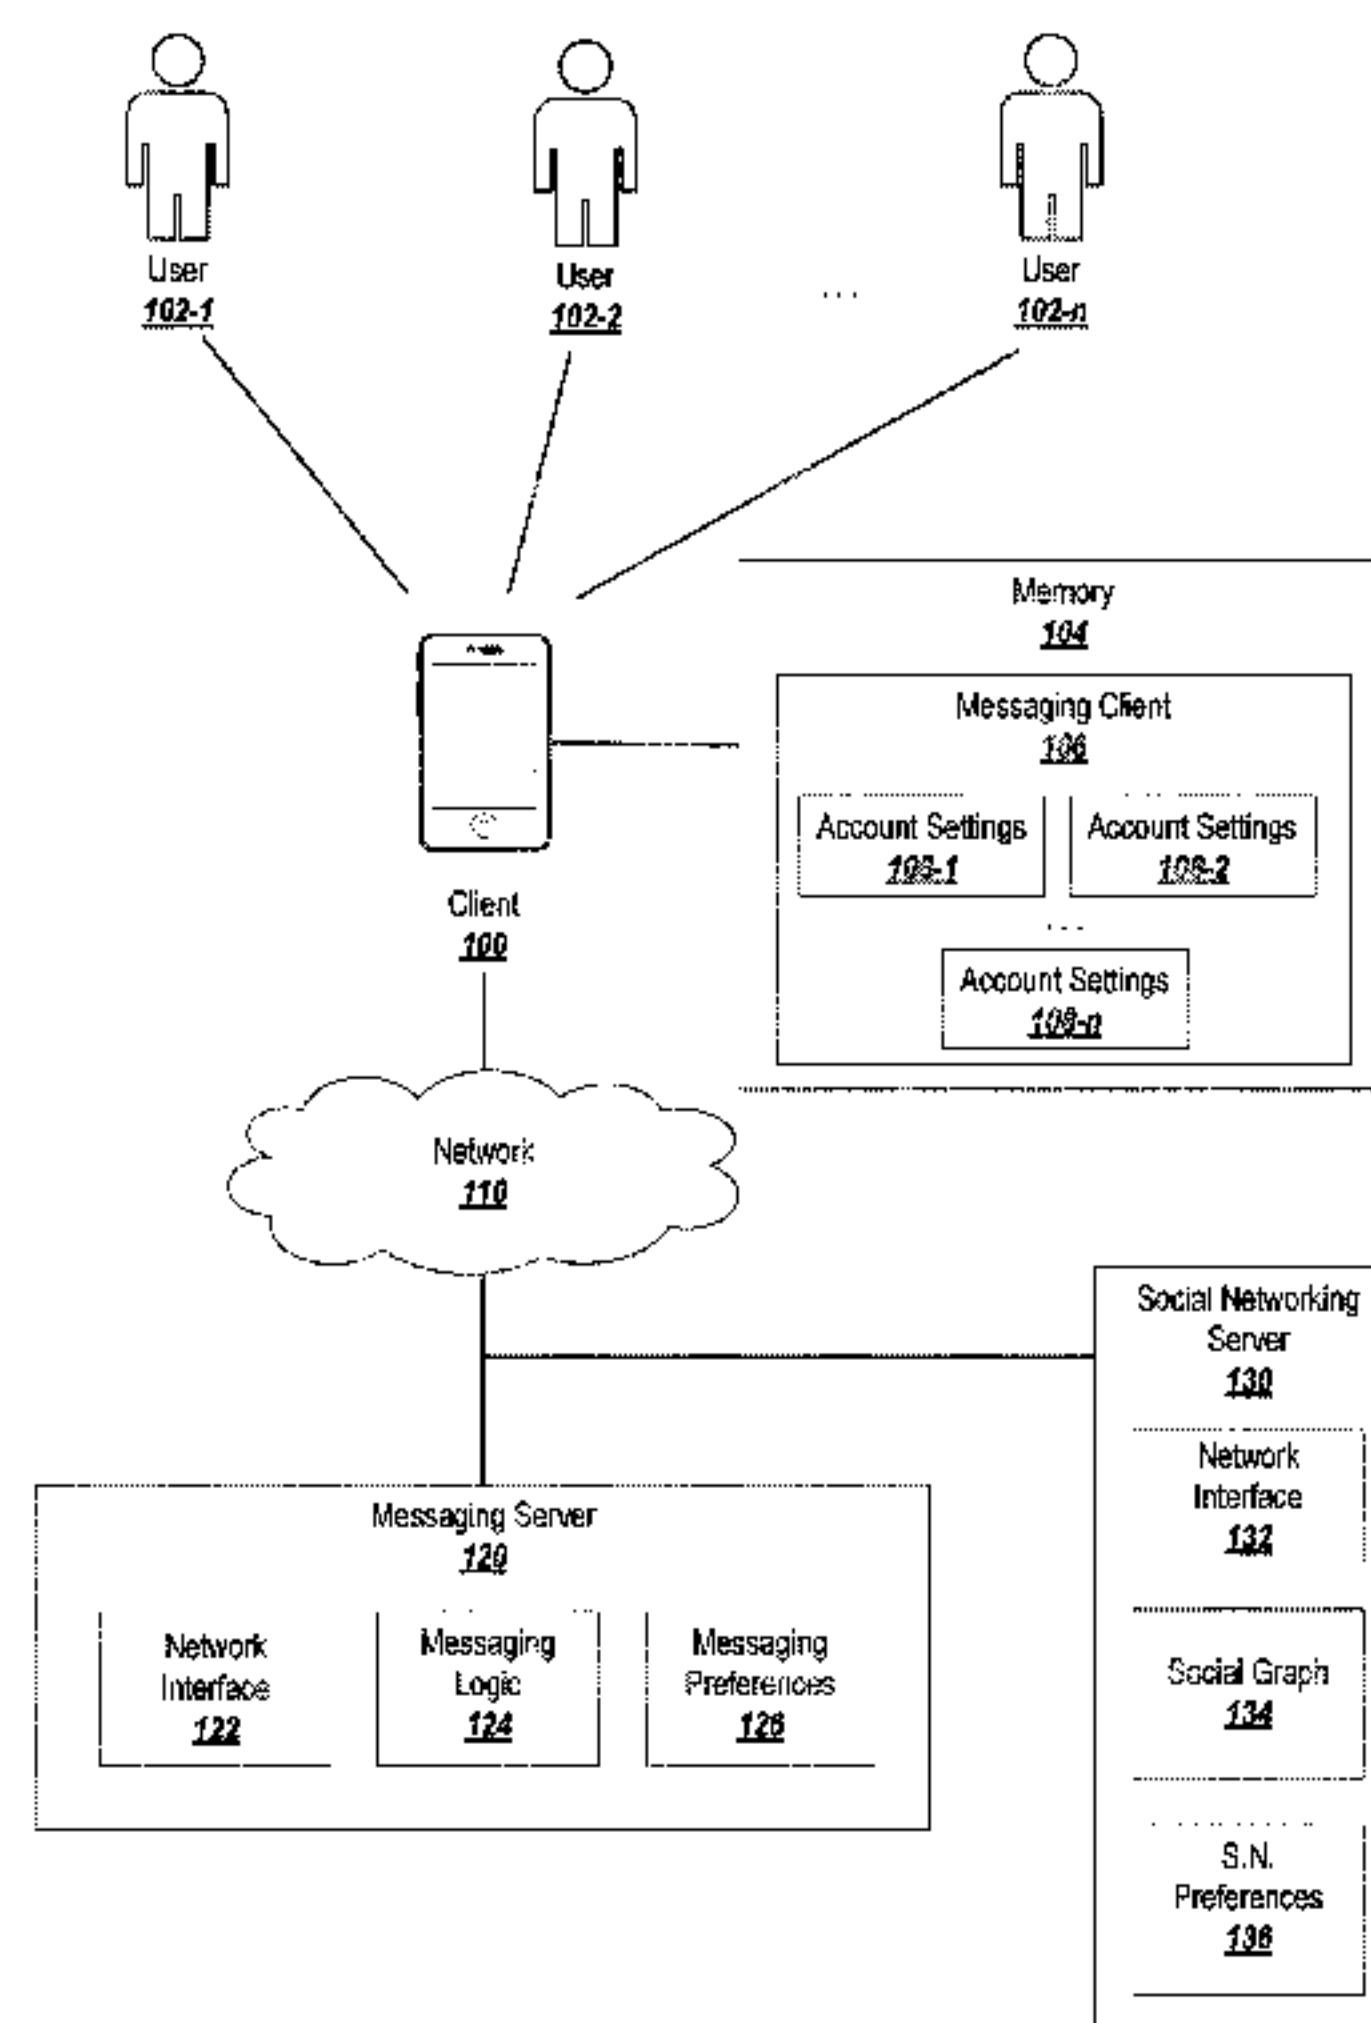 User
102-1
User
102-2
. . .
User
102-n
Memory
104
Messaging Client
106
Account Settings
108-1
Account Settings
108-2
. . .
Account Settings
108-n
Client
100
Network
110
Social Networking
Server
130
Network
Interface
132
Social Graph
134
S.N.
Preferences
136
Messaging Server
120
Network
Interface
122
Messaging
Logic
124
Messaging
Preferences
126